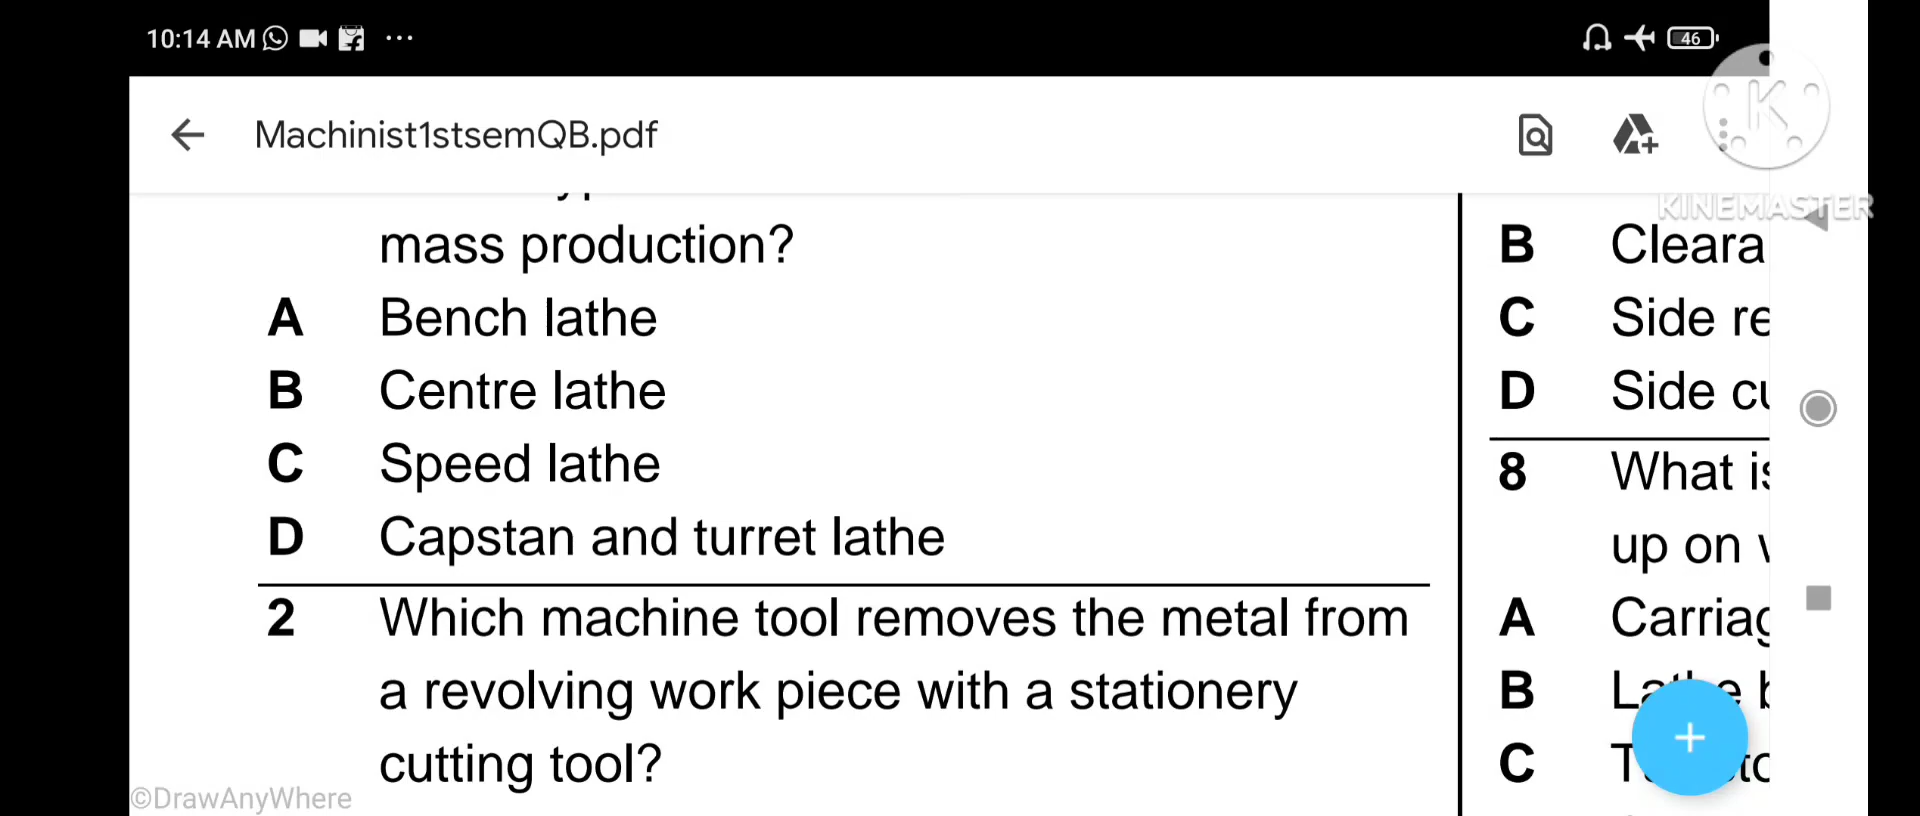 10:14 AM
46
Machinist1stsemQB.pdf
K
KINEMASTER
mass production?
A Bench lathe
B Centre lathe
C Speed lathe
D Capstan and turret lathe
2 Which machine tool removes the metal from
a revolving work piece with a stationery
cutting tool?
B Cleara
C Side re
D Side cu
8 What is
up on
A Carriag
B
C
©DrawAnyWhere